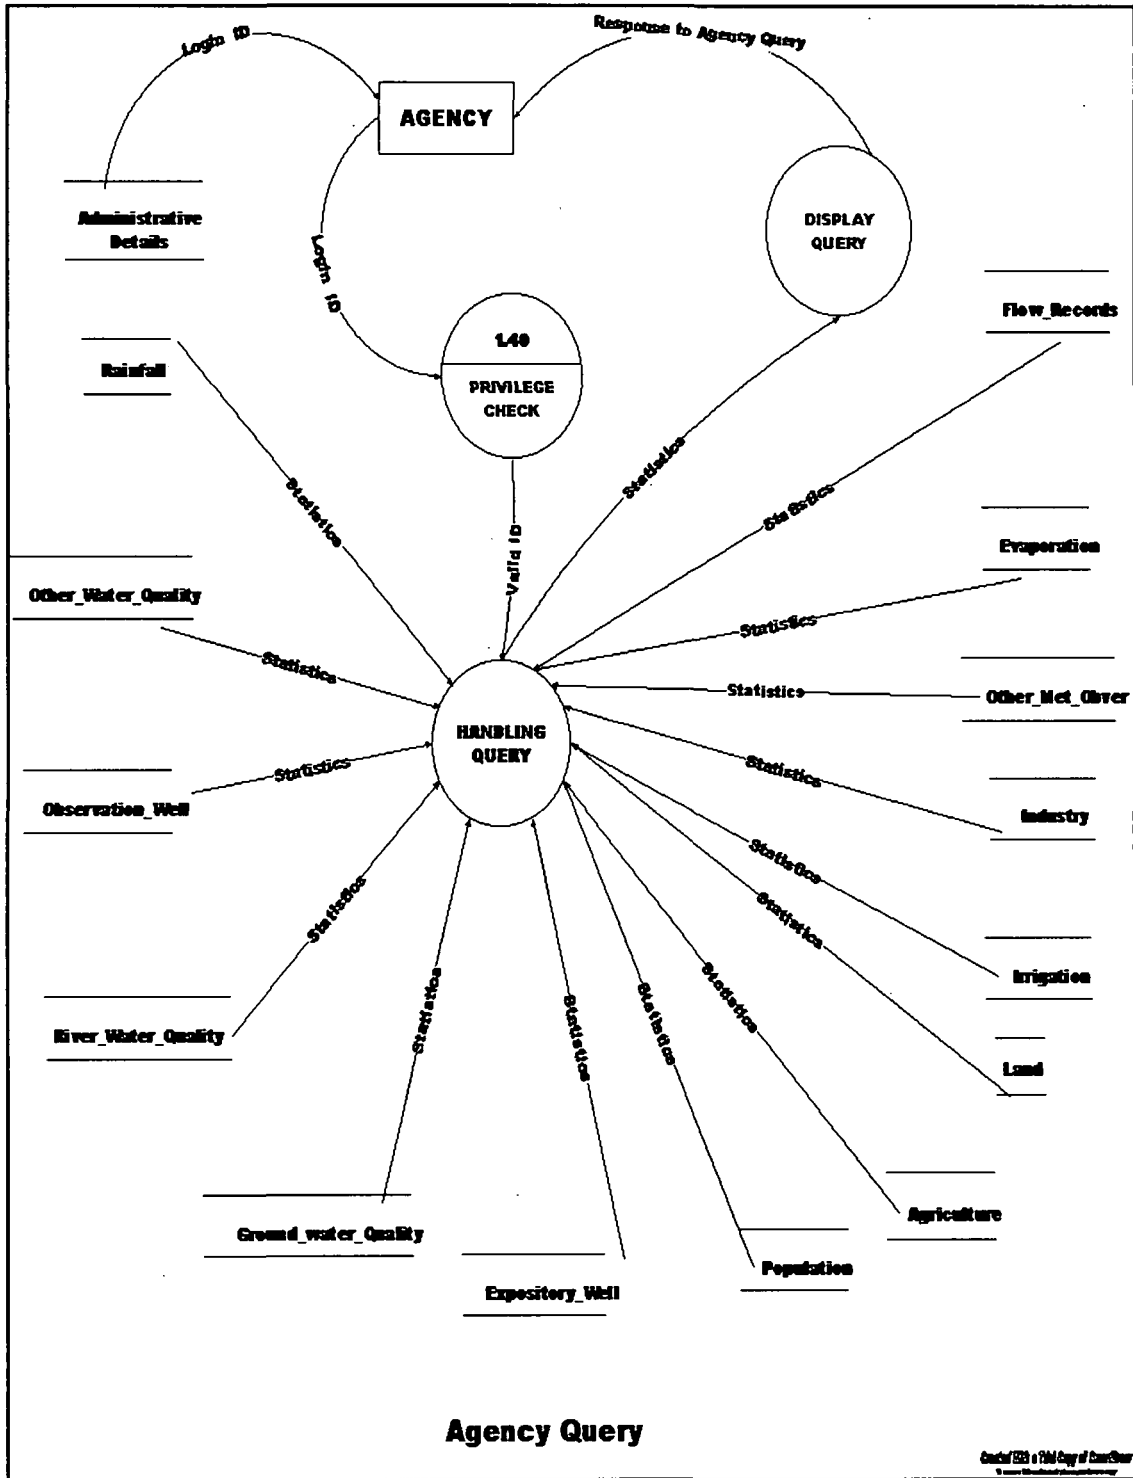 Login ID
Response to Agency Query
AGENCY
Administrative
Details
DISPLAY
QUERY
Login ID
Flow_Records
1.40
PRIVILEGE
CHECK
Rainfall
Statistics
Statistics
Statistics
Valid ID
Evaporation
Other_Water_Quality
Statistics
Statistics
Statistics
Other_Met_Obver
HANDLING
QUERY
Statistics
Statistics
Observation_Well
Industry
Statistics
Statistics
Statistics
Irrigation
River_Water_Quality
Statistics
Statistics
Statistics
Statistics
Land
Agriculture
Ground_water_Quality
Population
Expository_Well
Agency Query